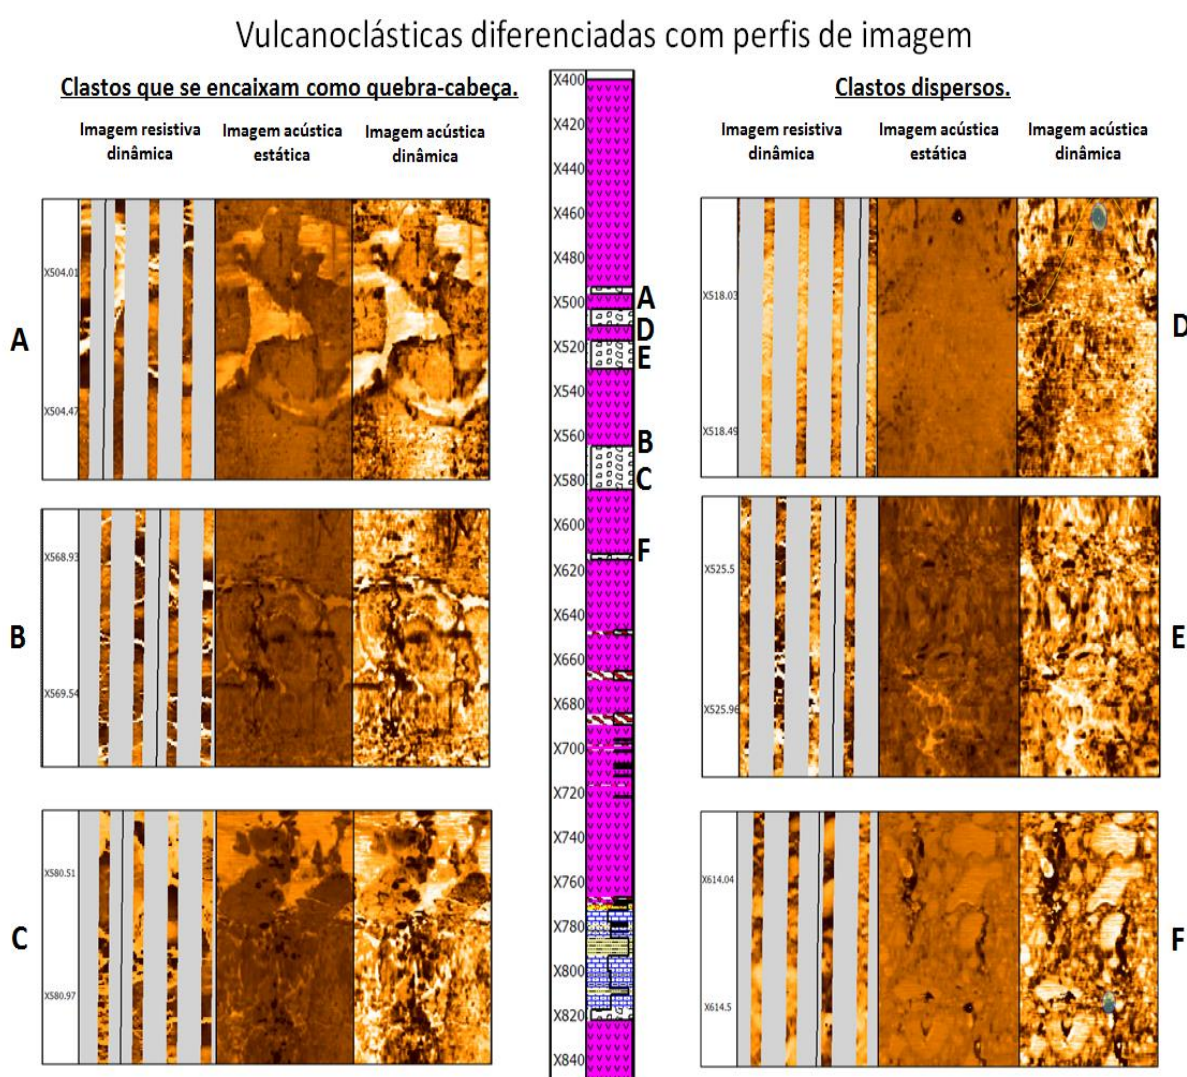 Vulcanoclásticas diferenciadas com perfis de imagem
Clastos que se encaixam como quebra-cabeça.
Imagem resistiva
dinâmica
Imagem acústica
estática
Imagem acústica
dinâmica
A
X504.01
X504.47
B
X568.93
X569.54
C
X580.51
X580.97
X400
X420
X440
X460
X480
X500
X520
X540
X560
X580
X600
X620
X640
X660
X680
X700
X720
X740
X760
X780
X800
X820
X840
A
D
E
B
C
F
Clastos dispersos.
Imagem resistiva
dinâmica
Imagem acústica
estática
Imagem acústica
dinâmica
X518.03
X518.49
D
X525.5
X525.96
E
X614.04
X614.5
F